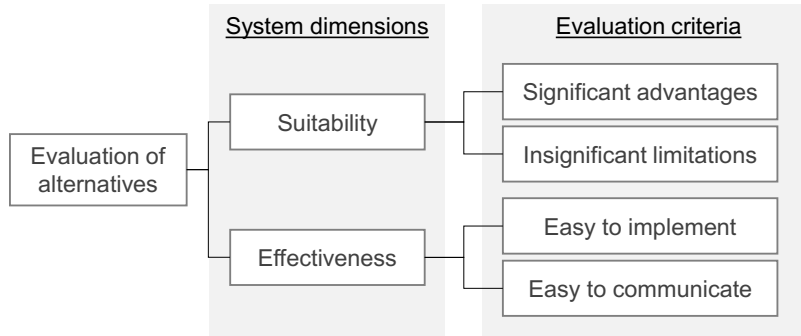 System dimensions
Evaluation criteria
Evaluation of
alternatives
Suitability
Significant advantages
Insignificant limitations
Effectiveness
Easy to implement
Easy to communicate